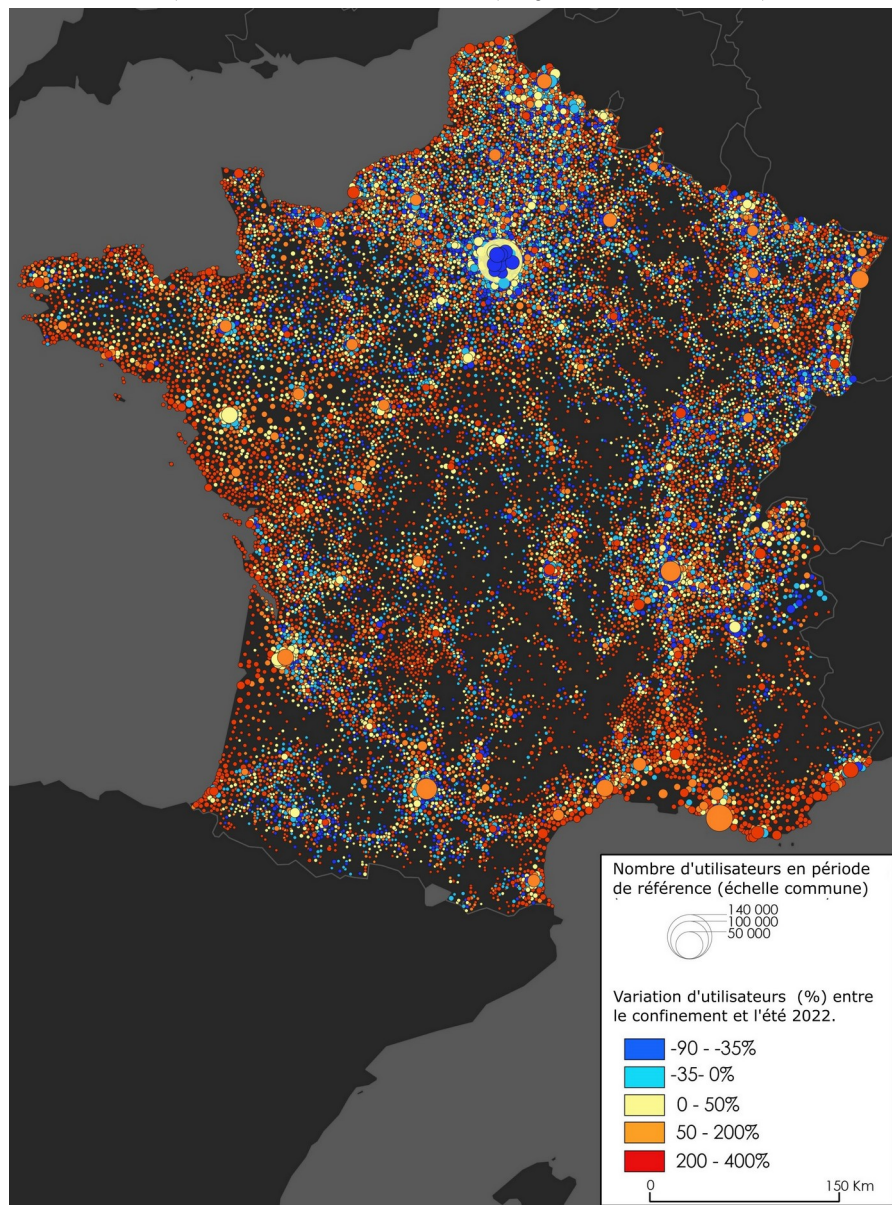 Nombre d'utilisateurs en période
de référence (échelle commune)
140 000
100 000
50 000
Variation d'utilisateurs (%) entre
le confinement et l'été 2022.
-90 - -35%
-35- 0%
0 - 50%
50 - 200%
200 - 400%
0 150 Km